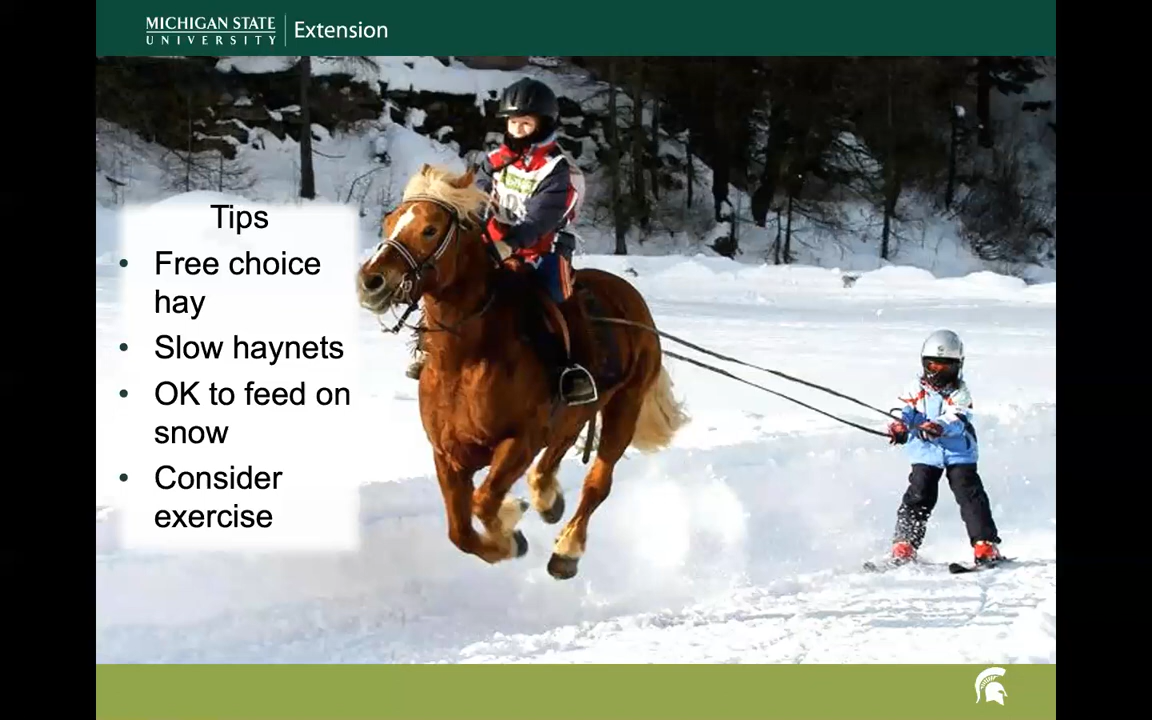 MICHIGAN STATE
UNIVERSITY
Extension
Tips
• Free choice
hay
• Slow haynets
• OK to feed on
snow
• Consider
exercise